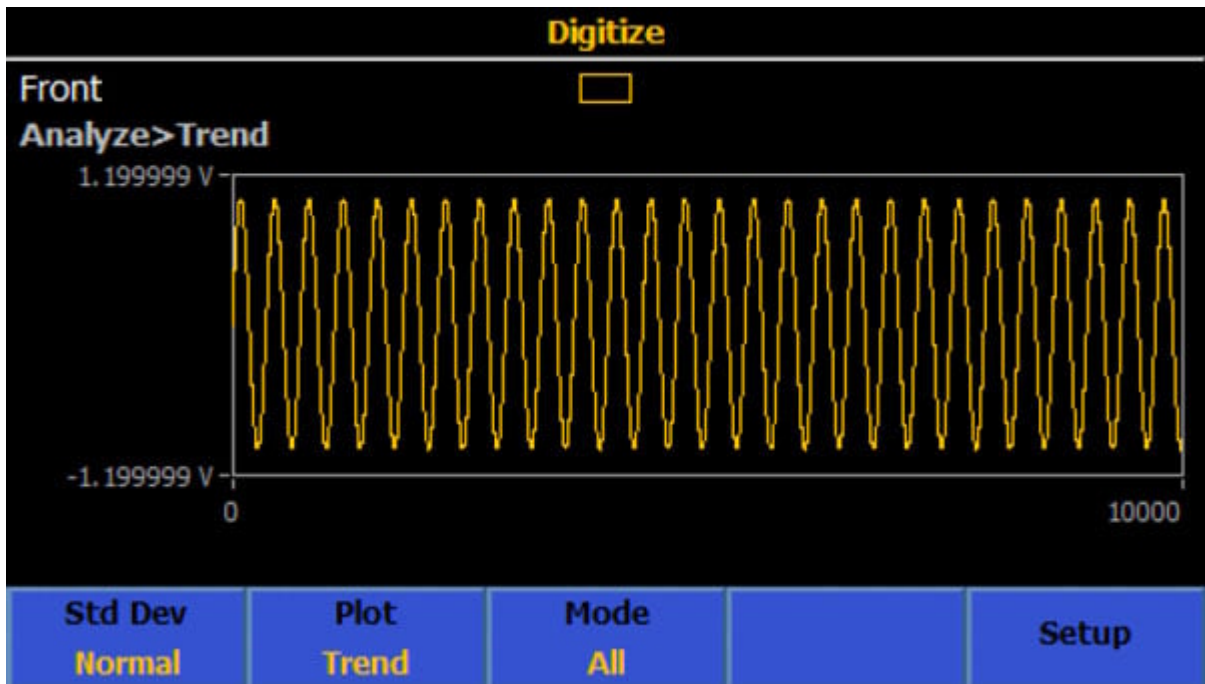 Digitize
Front
Analyze>Trend
1.199999 V
-1.199999 V
0
10000
Std Dev
Normal
Plot
Trend
Mode
All
Setup